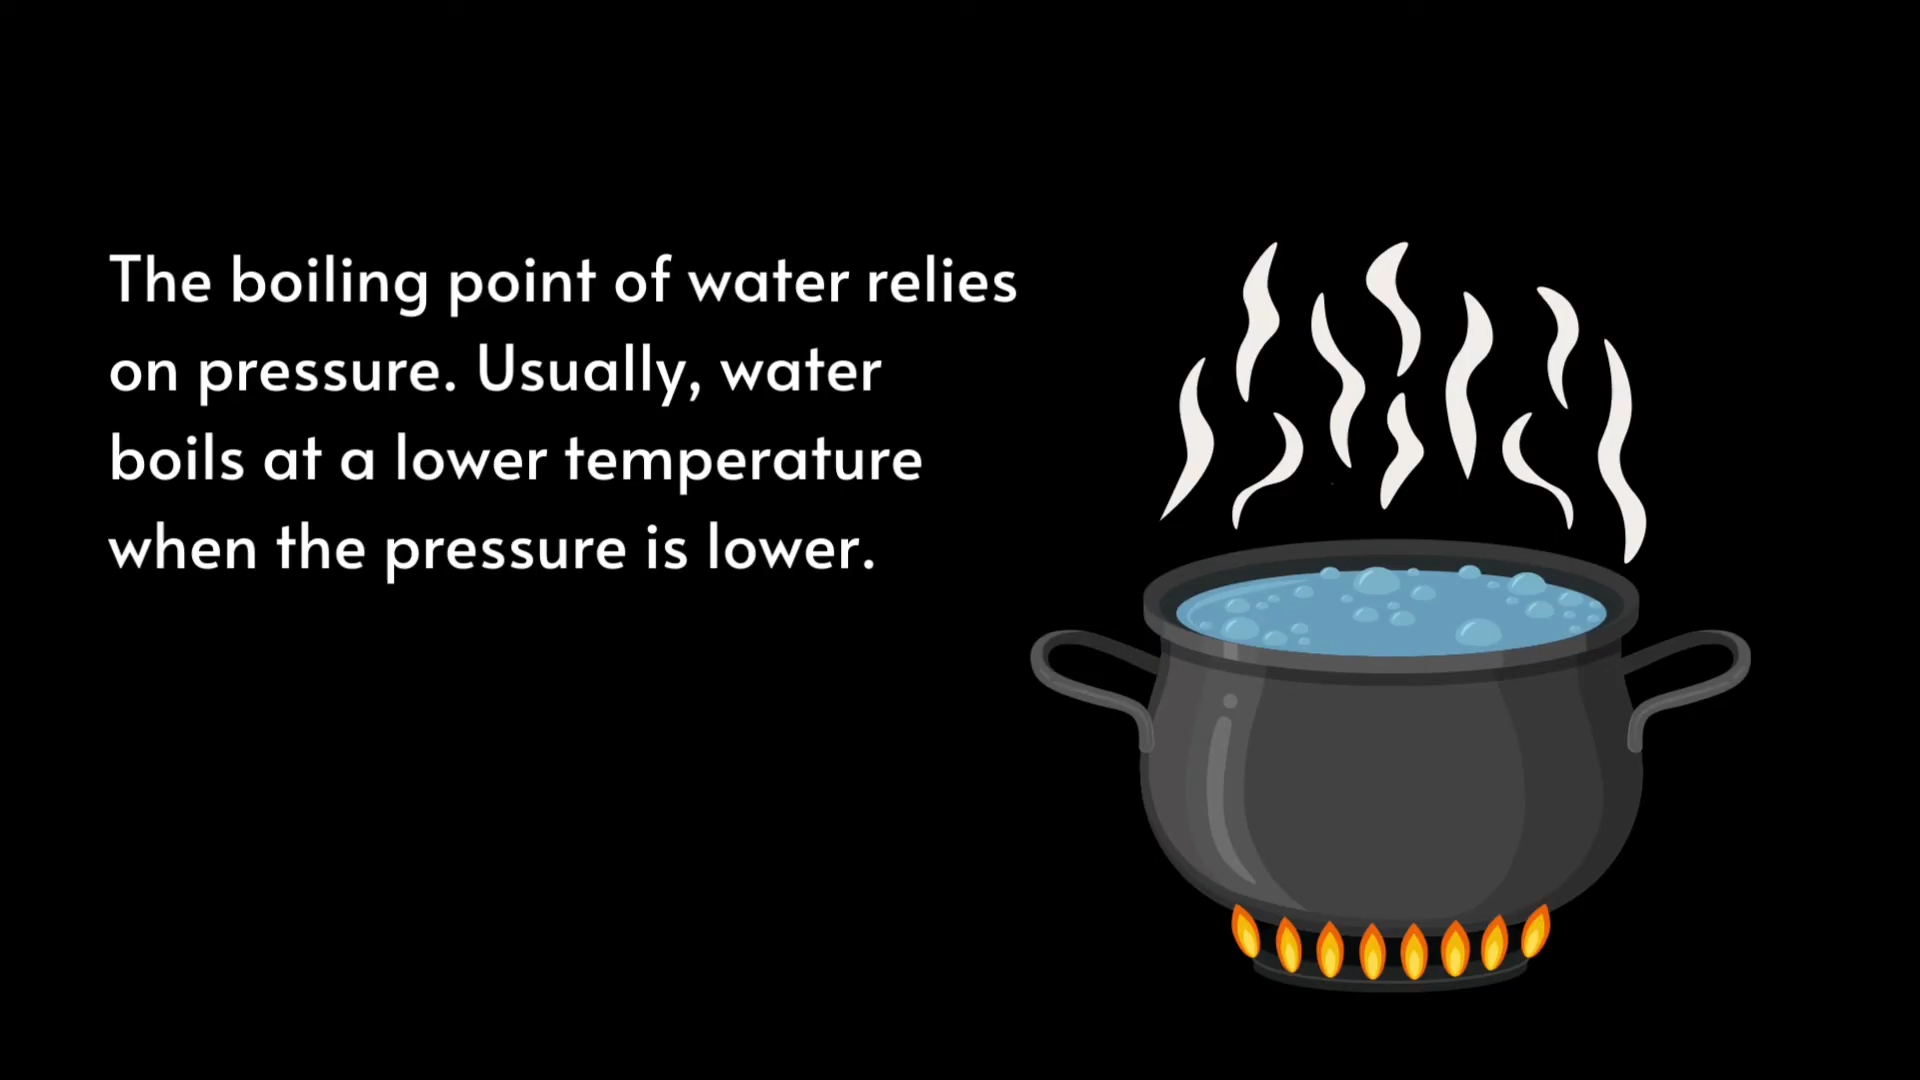 The boiling point of water relies
on pressure. Usually, water
boils at a lower temperature
when the pressure is lower.